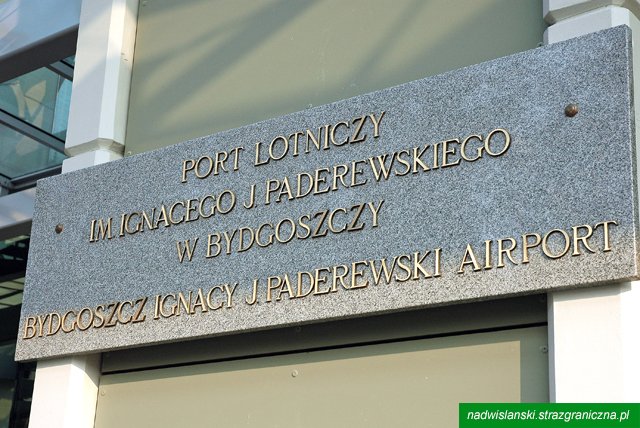 PORT LOTNICZY
IM. IGNACEGO J. PADEREWSKIEGO
W BYDGOSZCZY
BYDGOSZCZ IGNACY J. PADEREWSKI AIRPORT
nadwislanski.strazgraniczna.pl